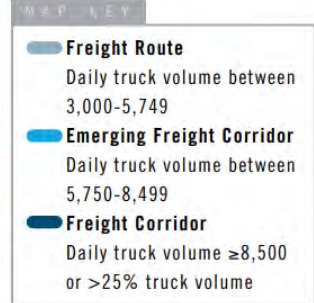 MAP KEY
Freight Route
Daily truck volume between
3,000-5,749
Emerging Freight Corridor
Daily truck volume between
5,750-8,499
Freight Corridor
Daily truck volume ≥8,500
or >25% truck volume